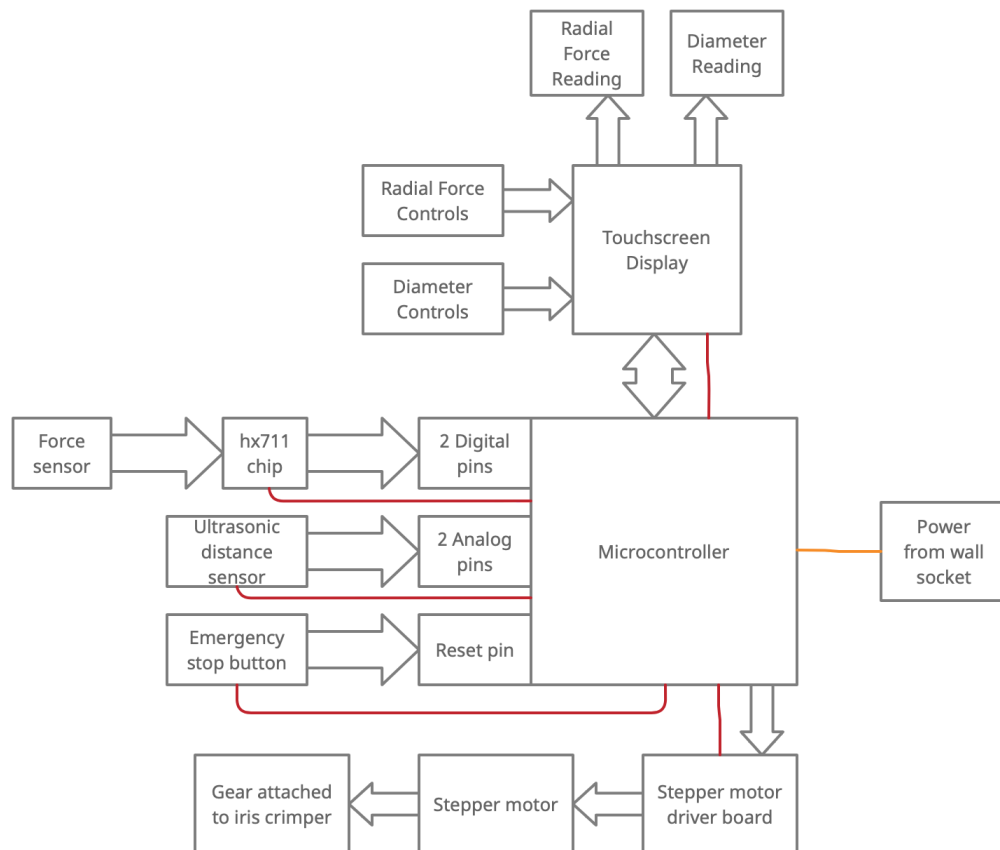 Radial
Force
Reading
Diameter
Reading
Radial Force
Controls
Touchscreen
Display
Diameter
Controls
Force
sensor
hx711
chip
2 Digital
pins
Ultrasonic
distance
sensor
2 Analog
pins
Microcontroller
Power
from wall
socket
Emergency
stop button
Reset pin
Gear attached
to iris crimper
Stepper motor
Stepper motor
driver board